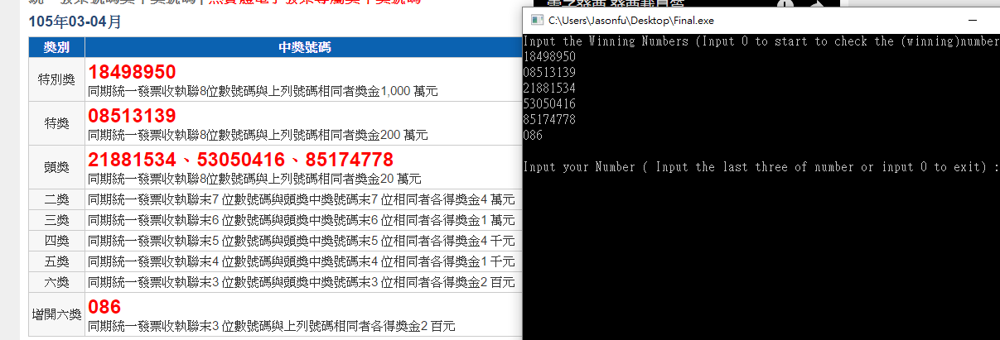 105年03-04月
獎別 中獎號碼
特別獎 18498950
同期統一發票收執聯8位數號碼與上列號碼相同者獎金1,000 萬元
特獎 08513139
同期統一發票收執聯8位數號碼與上列號碼相同者獎金200 萬元
頭獎 21881534、53050416、85174778
同期統一發票收執聯8位數號碼與上列號碼相同者獎金20 萬元
二獎 同期統一發票收執聯末7 位數號碼與頭獎中獎號碼末7 位相同者各得獎金4 萬元
三獎 同期統一發票收執聯末6 位數號碼與頭獎中獎號碼末6 位相同者各得獎金1 萬元
四獎 同期統一發票收執聯末5 位數號碼與頭獎中獎號碼末5 位相同者各得獎金4 千元
五獎 同期統一發票收執聯末4 位數號碼與頭獎中獎號碼末4 位相同者各得獎金1 千元
六獎 同期統一發票收執聯末3 位數號碼與頭獎中獎號碼末3 位相同者各得獎金2 百元
增開六獎 086
同期統一發票收執聯末3 位數號碼與上列號碼相同者各得獎金2 百元
C:\Users\Jasonfu\Desktop\Final.exe
Input the Winning Numbers (Input 0 to start to check the (winning)number
18498950
08513139
21881534
53050416
85174778
086
Input your Number ( Input the last three of number or input 0 to exit) :